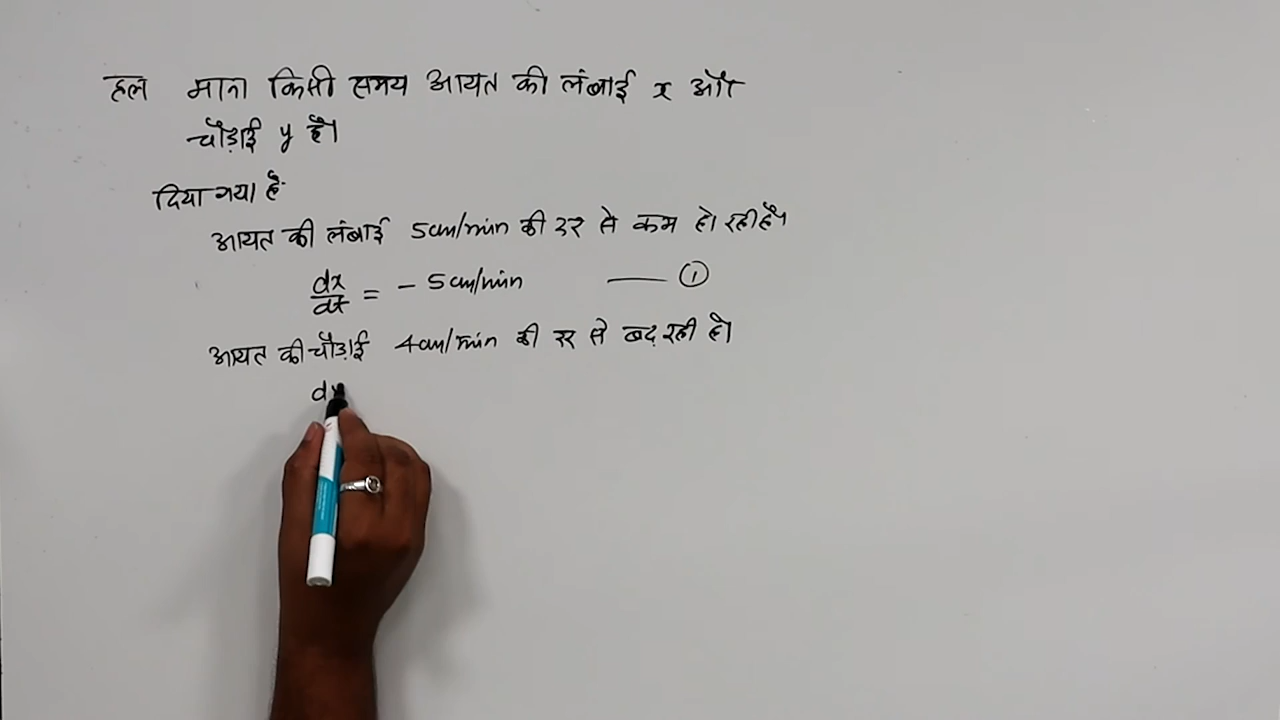 हल माना किसी समय आयत की लंबाई x और
चौड़ाई y है।
दिया गया है-
आयत की लंबाई 5cm/min की दर से कम हो रही है।
dx/dt = - 5cm/min —— ①
आयत की चौड़ाई 4cm/min की दर से बढ़ रही हो।
dy